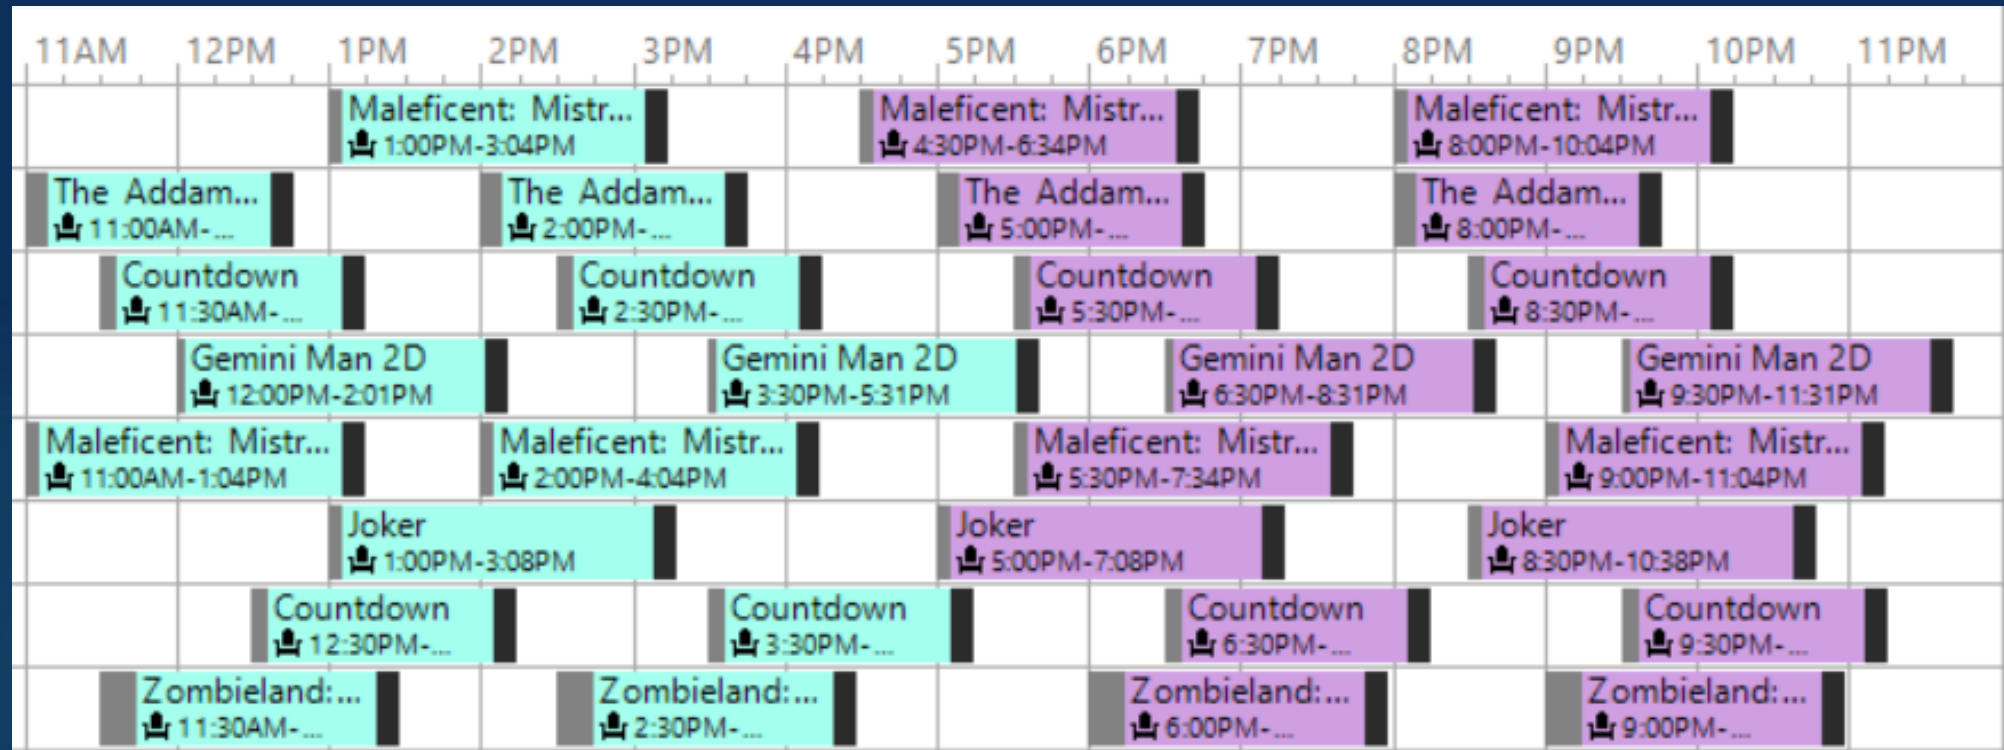 11AM 12PM 1PM 2PM 3PM 4PM 5PM 6PM 7PM 8PM 9PM 10PM 11PM
Maleficent: Mistr... Maleficent: Mistr... Maleficent: Mistr...
1:00PM-3:04PM 4:30PM-6:34PM 8:00PM-10:04PM
The Addam... The Addam... The Addam... The Addam...
11:00AM-... 2:00PM-... 5:00PM-... 8:00PM-...
Countdown Countdown Countdown Countdown
11:30AM-... 2:30PM-... 5:30PM-... 8:30PM-...
Gemini Man 2D Gemini Man 2D Gemini Man 2D Gemini Man 2D
12:00PM-2:01PM 3:30PM-5:31PM 6:30PM-8:31PM 9:30PM-11:31PM
Maleficent: Mistr... Maleficent: Mistr... Maleficent: Mistr... Maleficent: Mistr...
11:00AM-1:04PM 2:00PM-4:04PM 5:30PM-7:34PM 9:00PM-11:04PM
Joker Joker Joker
1:00PM-3:08PM 5:00PM-7:08PM 8:30PM-10:38PM
Countdown Countdown Countdown Countdown
12:30PM-... 3:30PM-... 6:30PM-... 9:30PM-...
Zombieland:... Zombieland:... Zombieland:... Zombieland:...
11:30AM-... 2:30PM-... 6:00PM-... 9:00PM-...